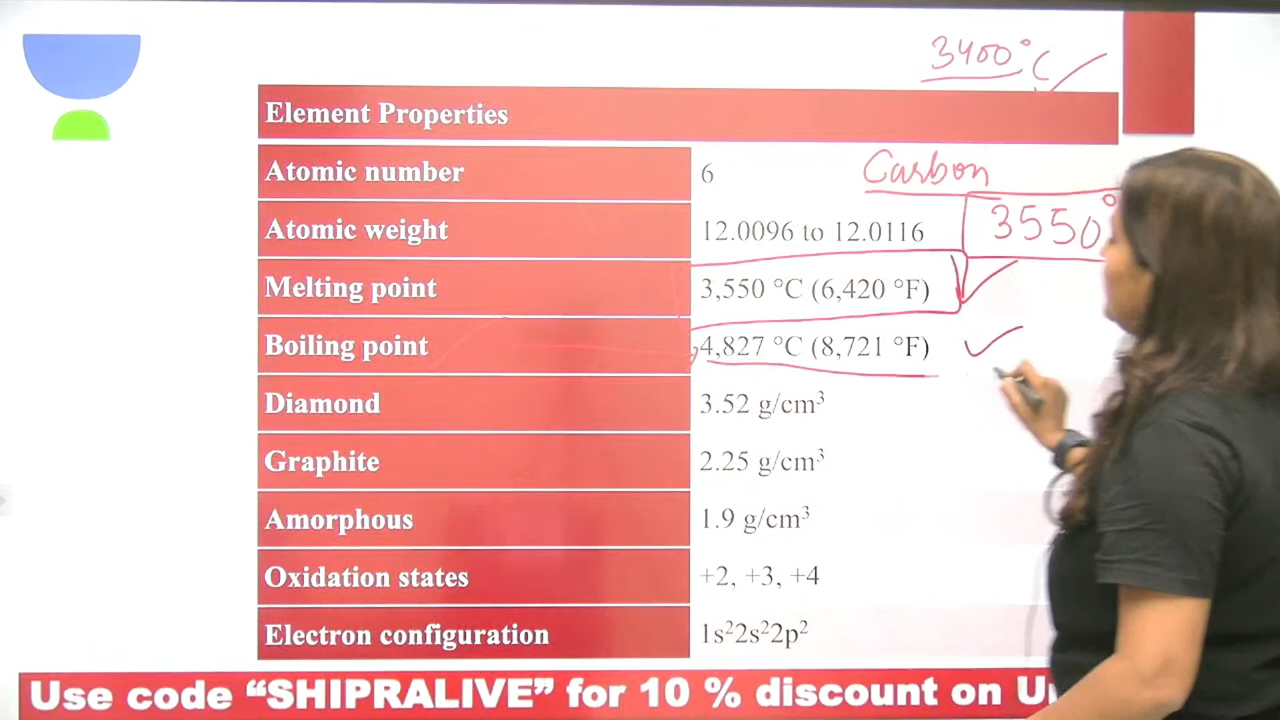 3400°C
Element Properties
Atomic number 6 Carbon
Atomic weight 12.0096 to 12.0116 3550°
Melting point 3,550 °C (6,420 °F)
Boiling point 4,827 °C (8,721 °F)
Diamond 3.52 g/cm³
Graphite 2.25 g/cm³
Amorphous 1.9 g/cm³
Oxidation states +2, +3, +4
Electron configuration 1s²2s²2p²
Use code “SHIPRALIVE” for 10 % discount on